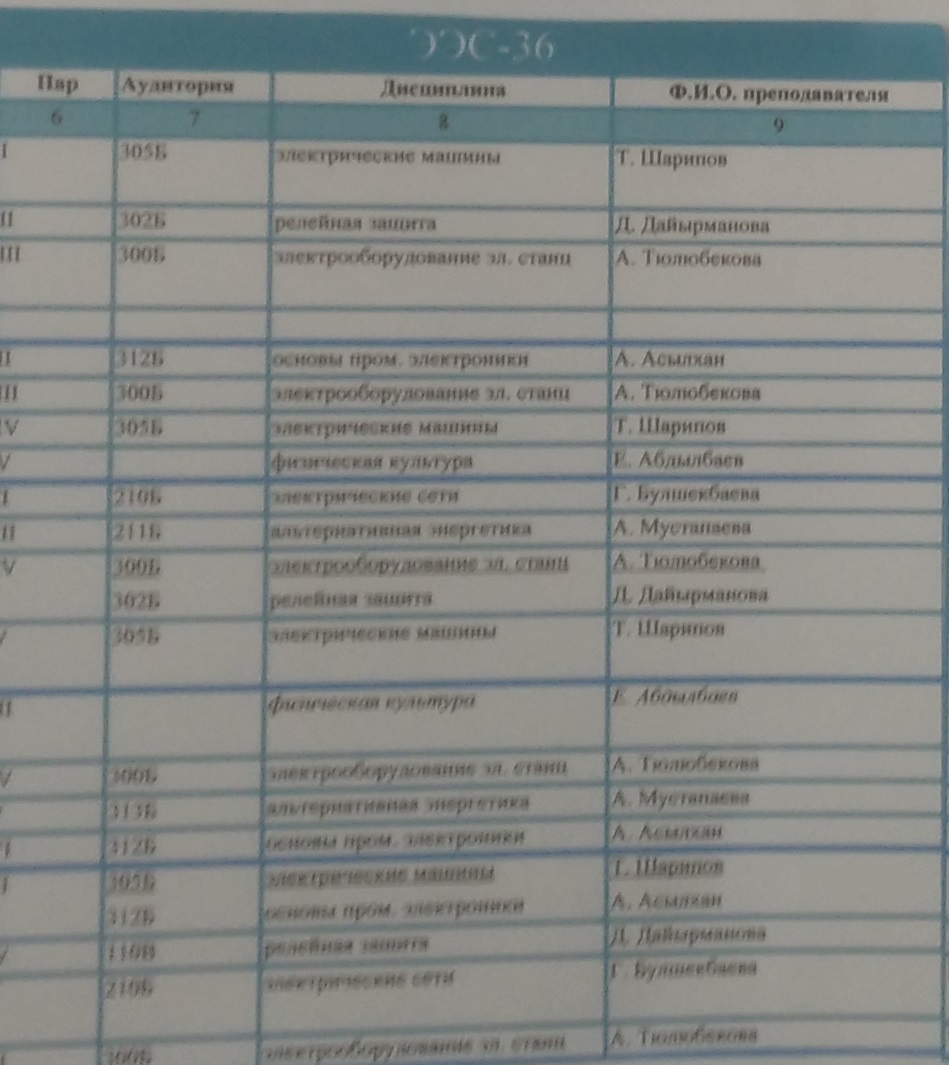 ЭЭС-36
Пар Аудитория Дисциплина Ф.И.О. преподавателя
6 7 8 9
I 305Б электрические машины Т. Шарипов
II 302Б релейная защита Д. Дайырманова
III 300Б электрооборудование эл. станц А. Тюлюбекова
II 312Б основы пром. электроники А. Асылхан
III 300Б электрооборудование эл. станц А. Тюлюбекова
IV 305Б электрические машины Т. Шарипов
V физическая культура Е. Абдылбаев
I 210Б электрические сети Г. Булшекбаева
II 211Б альтернативная энергетика А. Мустапаева
V 300Б электрооборудование эл. станц А. Тюлюбекова
302Б релейная защита Д. Дайырманова
305Б электрические машины Т. Шарипов
II физическая культура Е. Абдылбаев
V 300Б электрооборудование эл. станц А. Тюлюбекова
313Б альтернативная энергетика А. Мустапаева
I 312Б основы пром. электроники А. Асылхан
I 305Б электрические машины Т. Шарипов
312Б основы пром. электроники А. Асылхан
релейная защита Д. Дайырманова
210Б электрические сети Г. Булшекбаева
300Б электрооборудование эл. станц А. Тюлюбекова